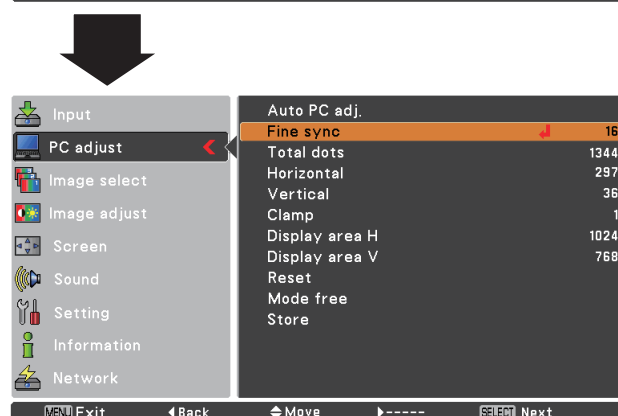 Input
PC adjust
Image select
Image adjust
Screen
Sound
Setting
Information
Network
Auto PC adj.
Fine sync 16
Total dots 1344
Horizontal 297
Vertical 36
Clamp 1
Display area H 1024
Display area V 768
Reset
Mode free
Store
MENU Exit ◀Back ◆Move ▶----- SELECT Next